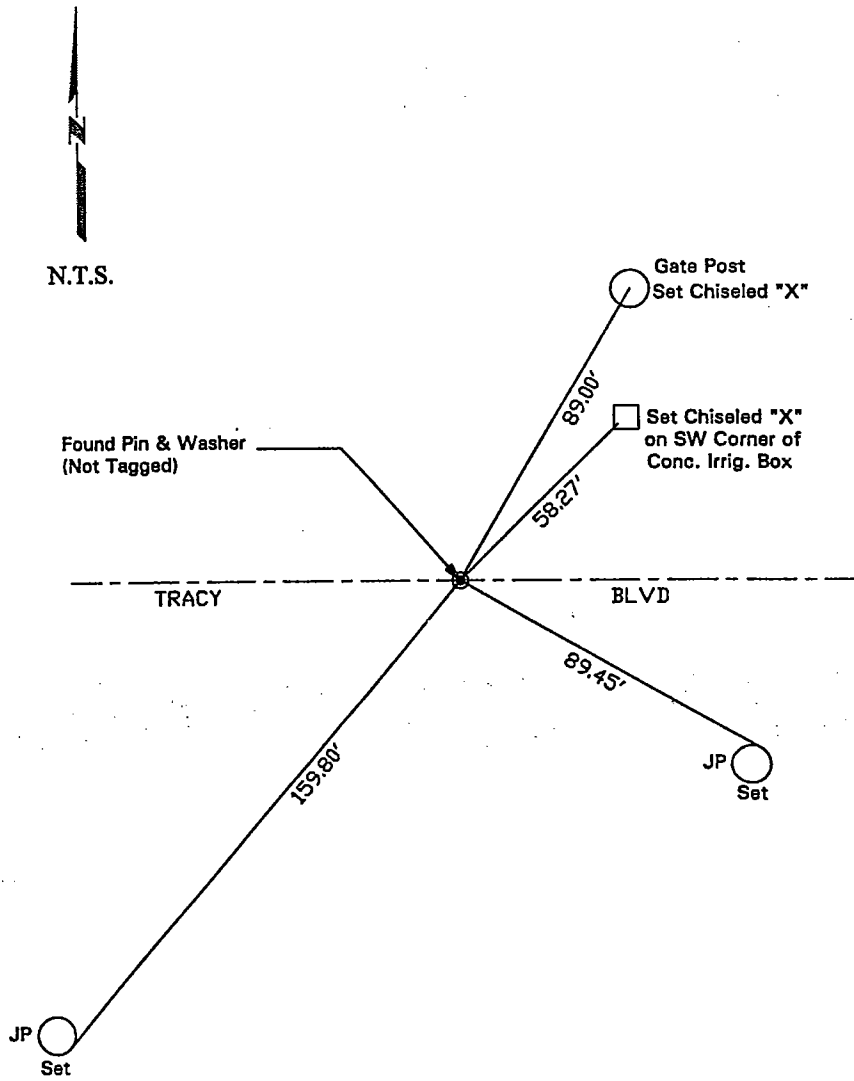 N
N.T.S.
Gate Post
Set Chiseled "X"
89.00'
Set Chiseled "X"
on SW Corner of
Conc. Irrig. Box
58.27'
Found Pin & Washer
(Not Tagged)
TRACY BLVD
89.45'
159.80'
JP
Set
JP
Set